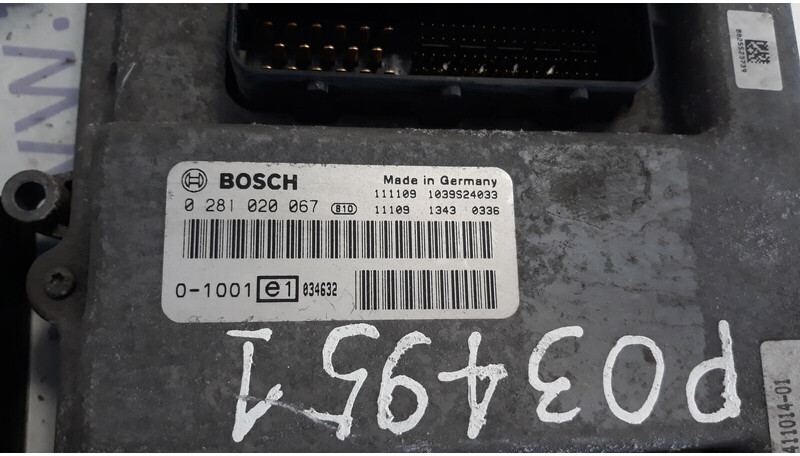 BOSCH
Made in Germany
0 281 020 067 B10
111109 1039S24033
11109 1343 0336
0-1001 e1 034632
P034951
411014-01